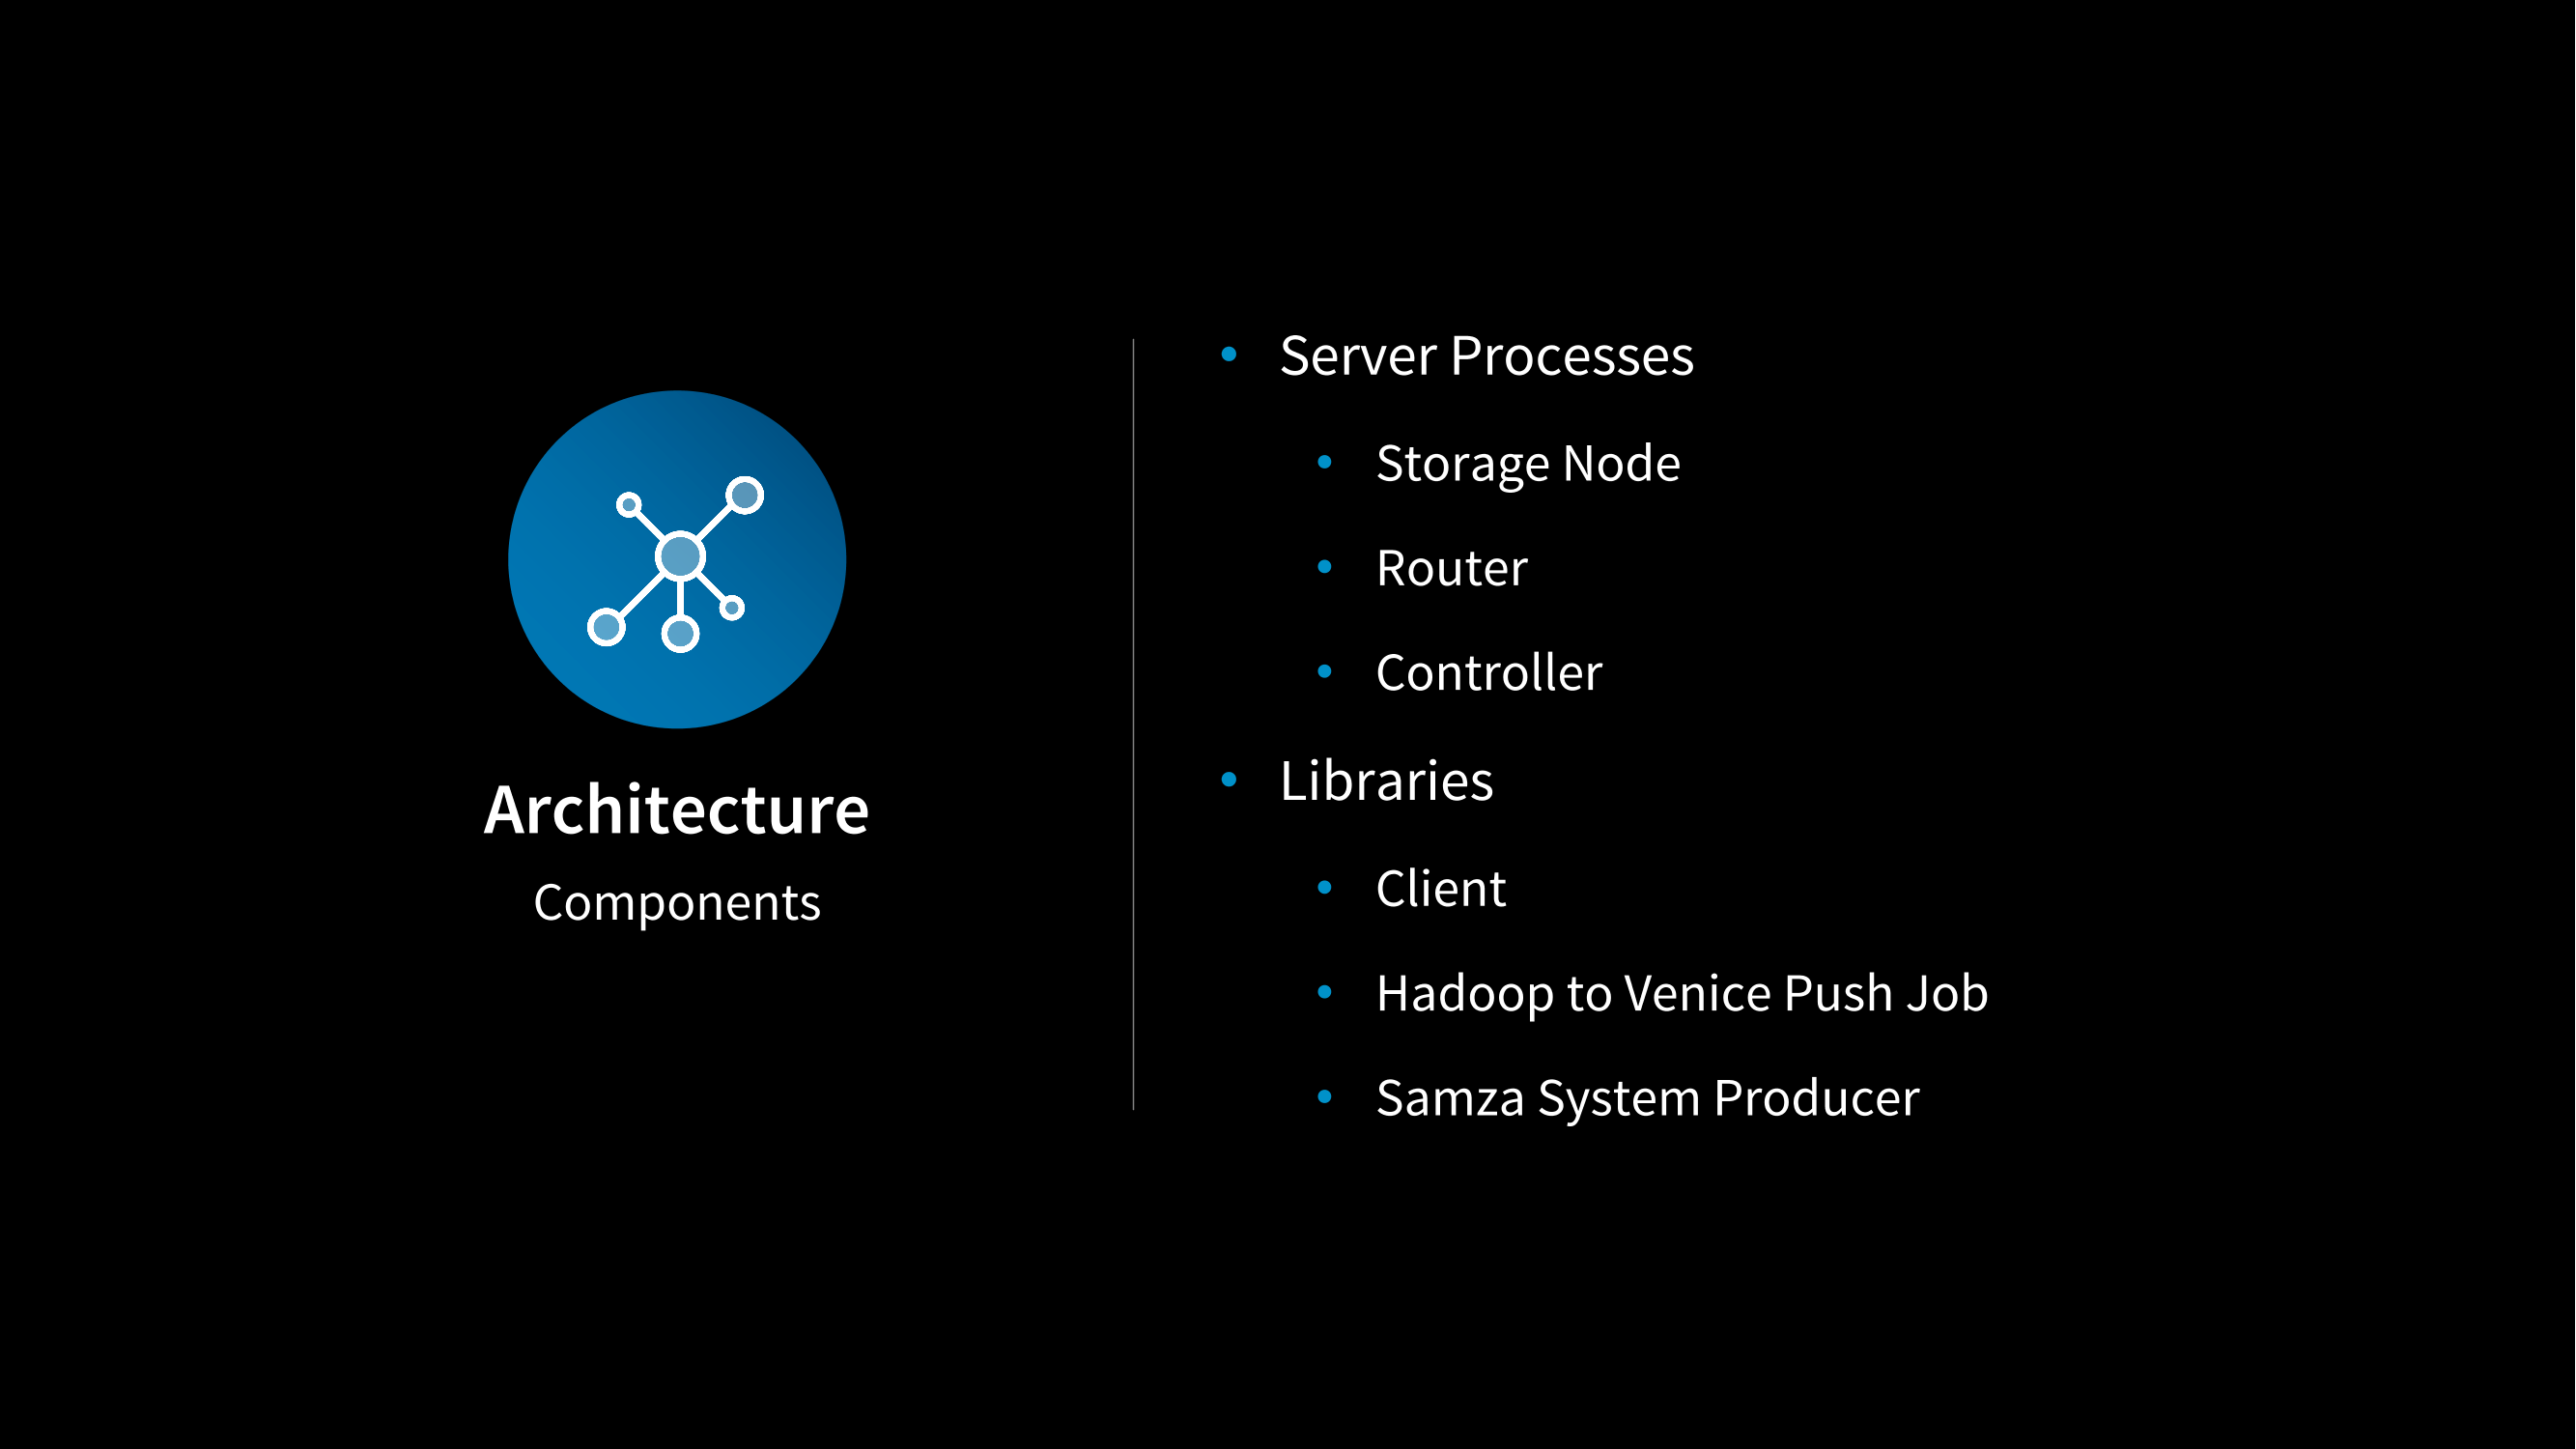 Architecture
Components
• Server Processes
• Storage Node
• Router
• Controller
• Libraries
• Client
• Hadoop to Venice Push Job
• Samza System Producer